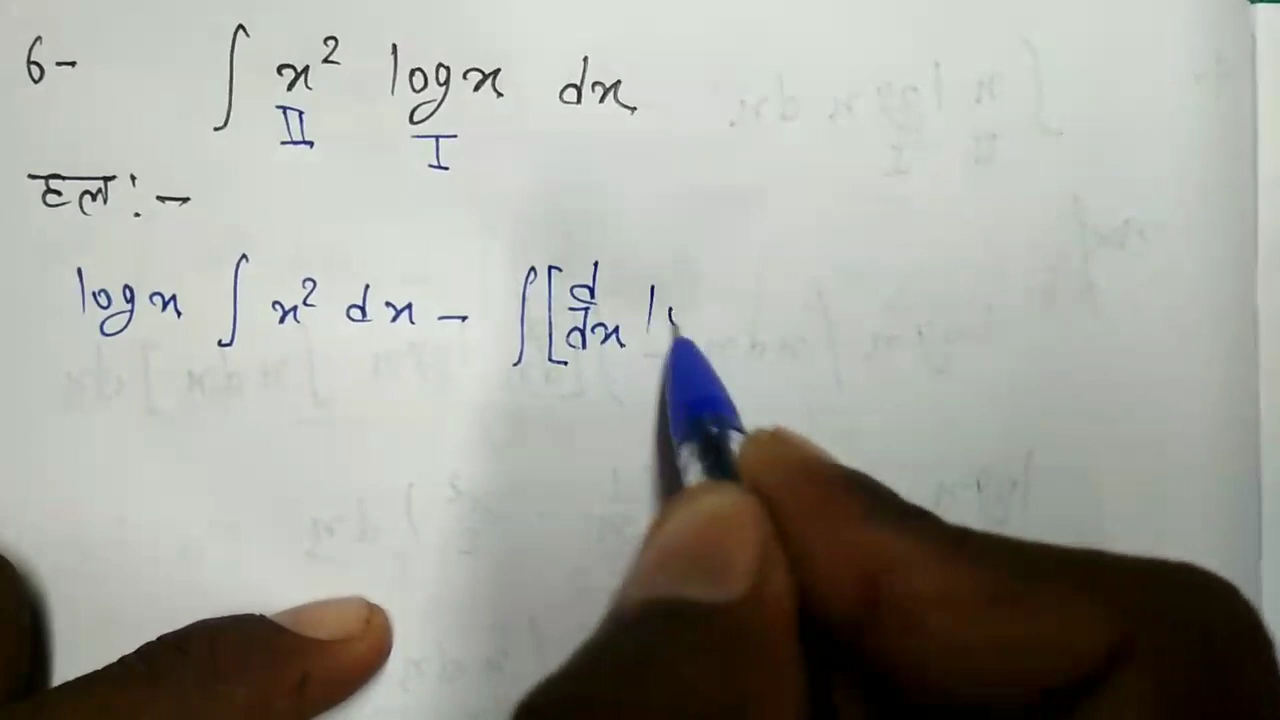 6- ∫ x² log x dx
II I
हल :-
log x ∫ x² dx - ∫ [ d/dx l